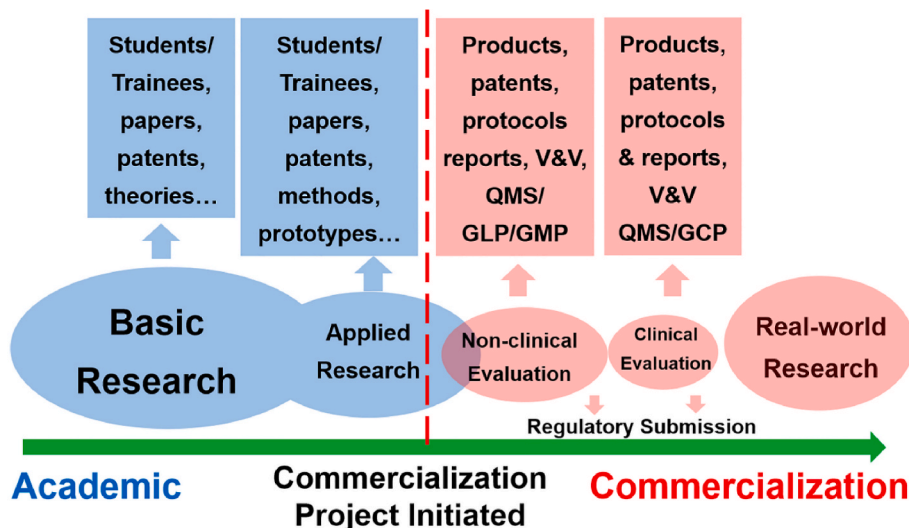 Students/
Trainees,
papers,
patents,
theories…
Students/
Trainees,
papers,
patents,
methods,
prototypes…
Products,
patents,
protocols
reports, V&V,
QMS/
GLP/GMP
Products,
patents,
protocols
& reports,
V&V
QMS/GCP
Basic
Research
Applied
Research
Non-clinical
Evaluation
Clinical
Evaluation
Real-world
Research
Regulatory Submission
Academic
Commercialization
Project Initiated
Commercialization